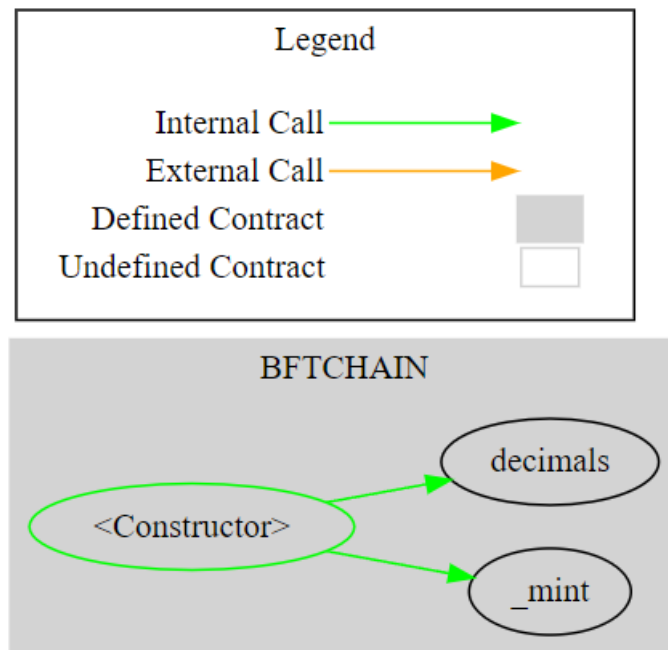 Legend
Internal Call
External Call
Defined Contract
Undefined Contract
BFTCHAIN
decimals
<Constructor>
_mint